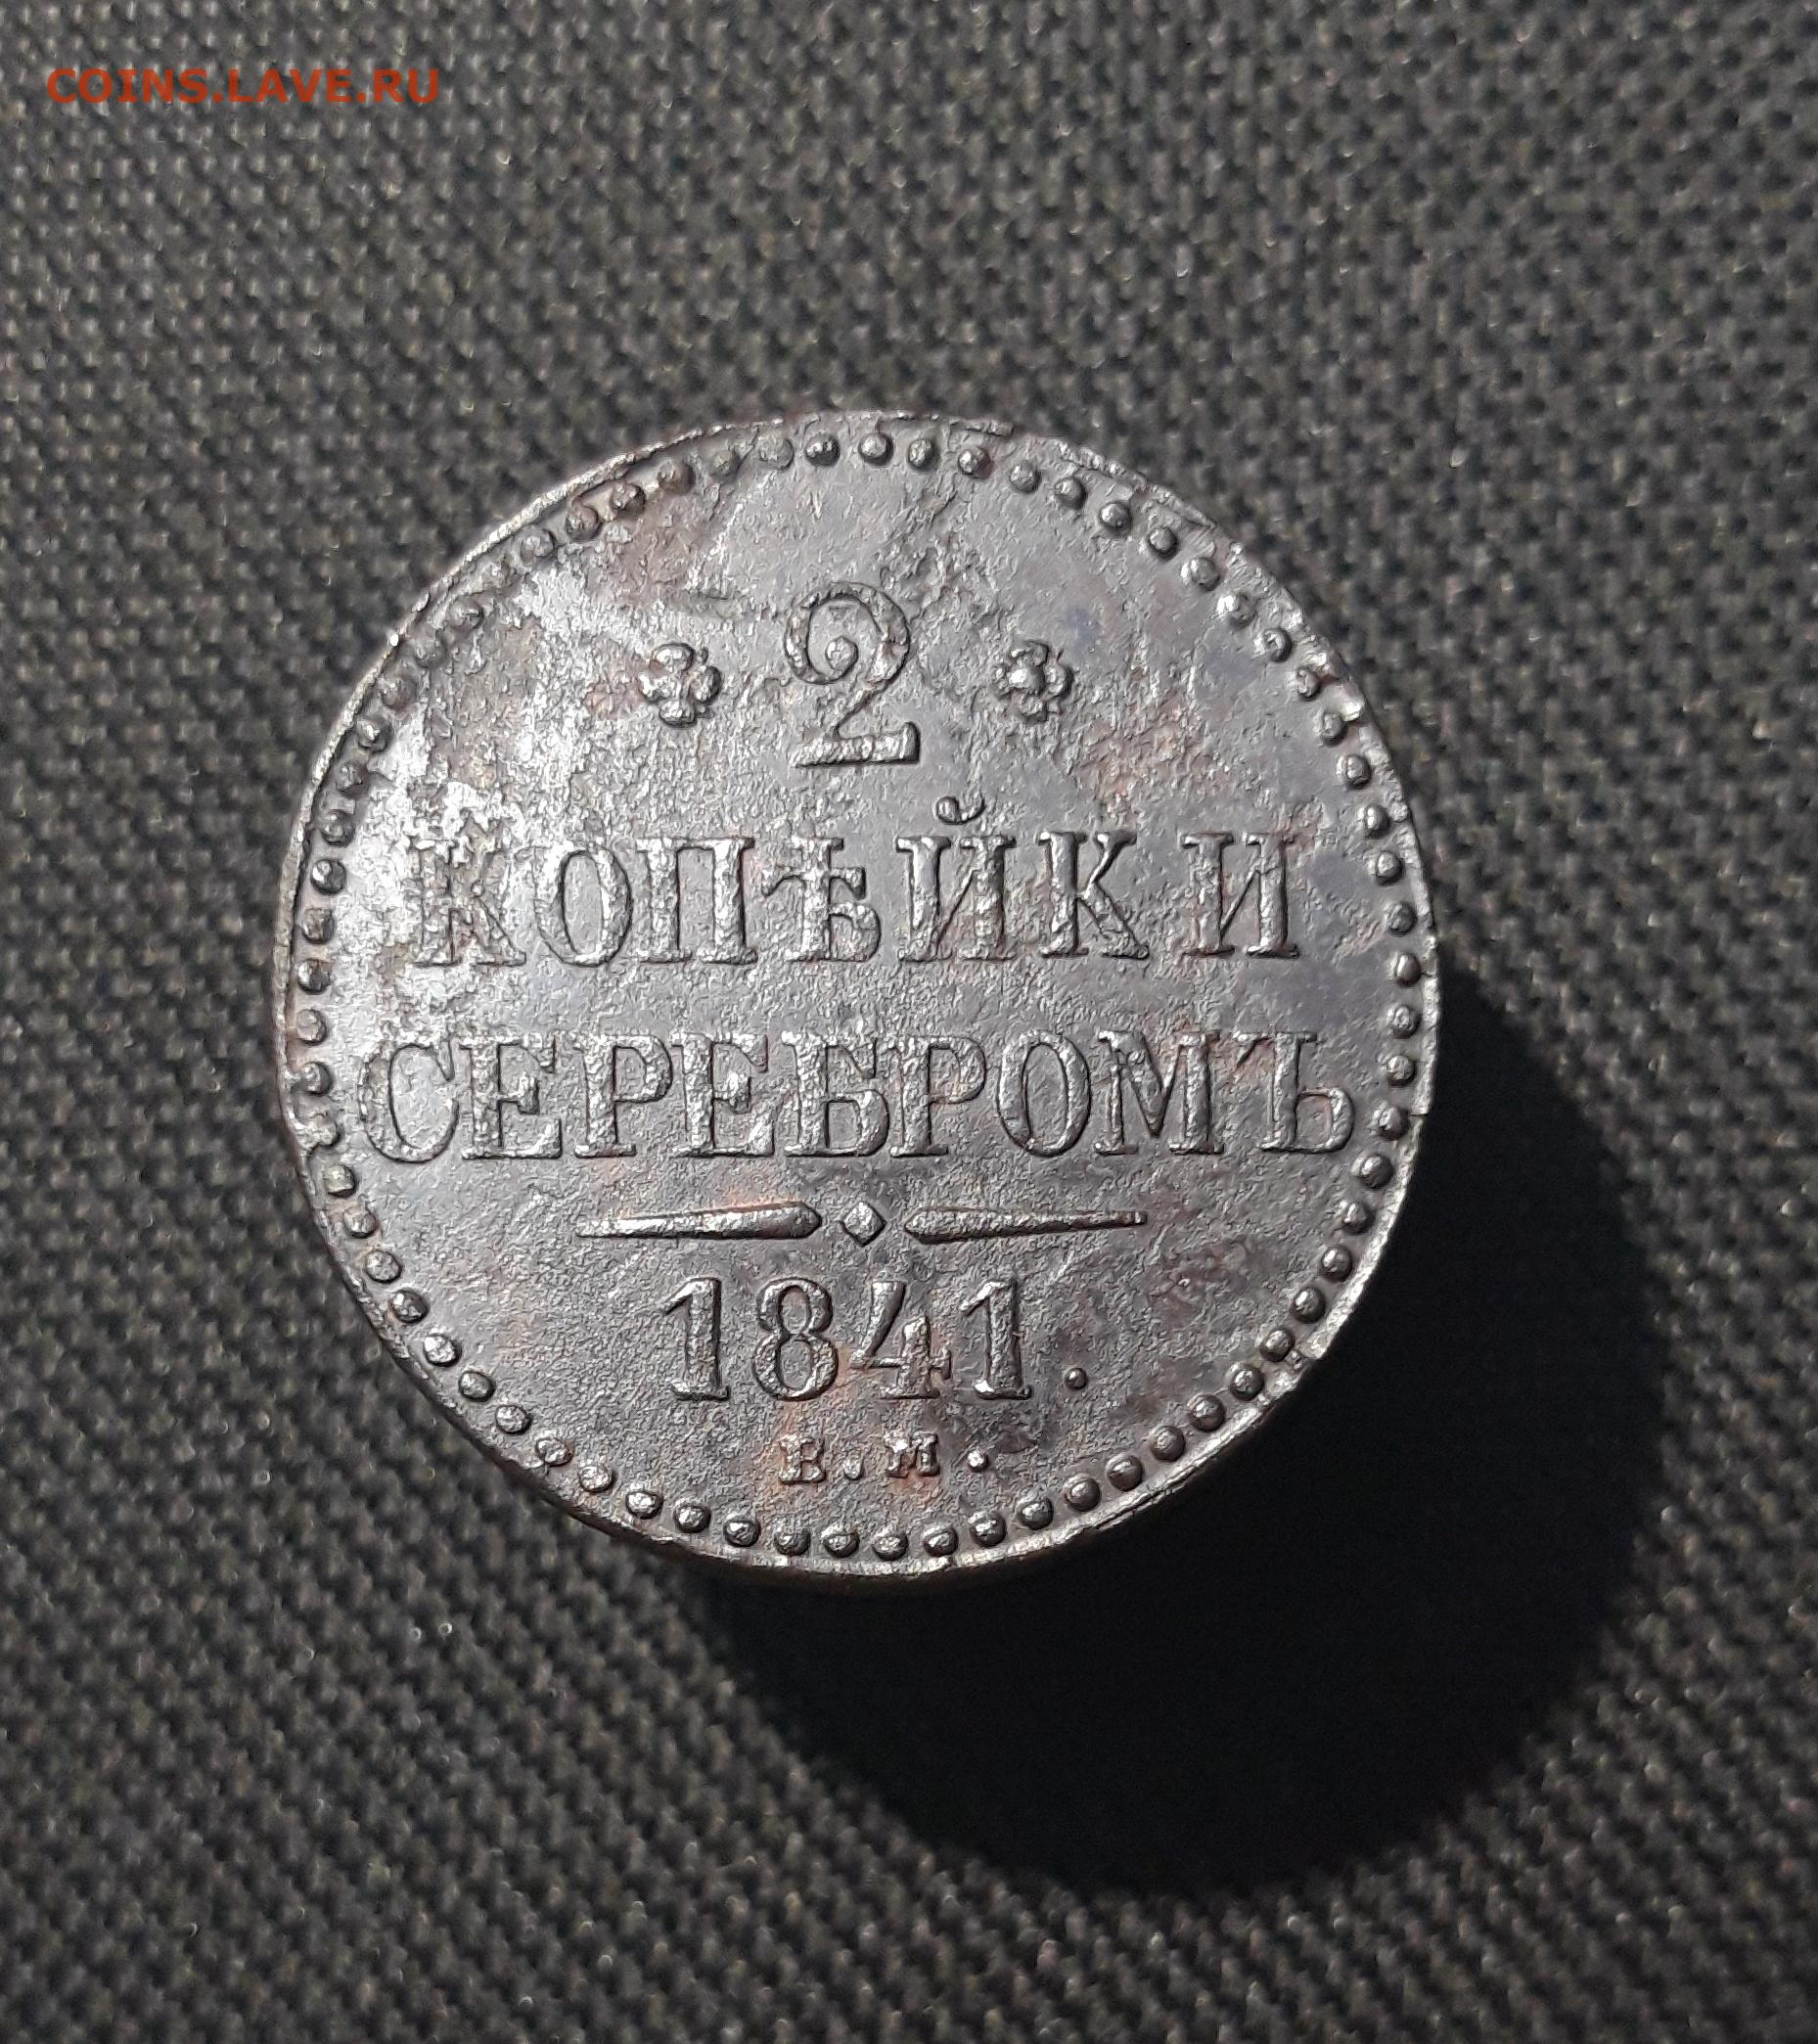 COINS.LAVE.RU
2
КОПѢЙКИ
СЕРЕБРОМЪ
1841.
Е.М.